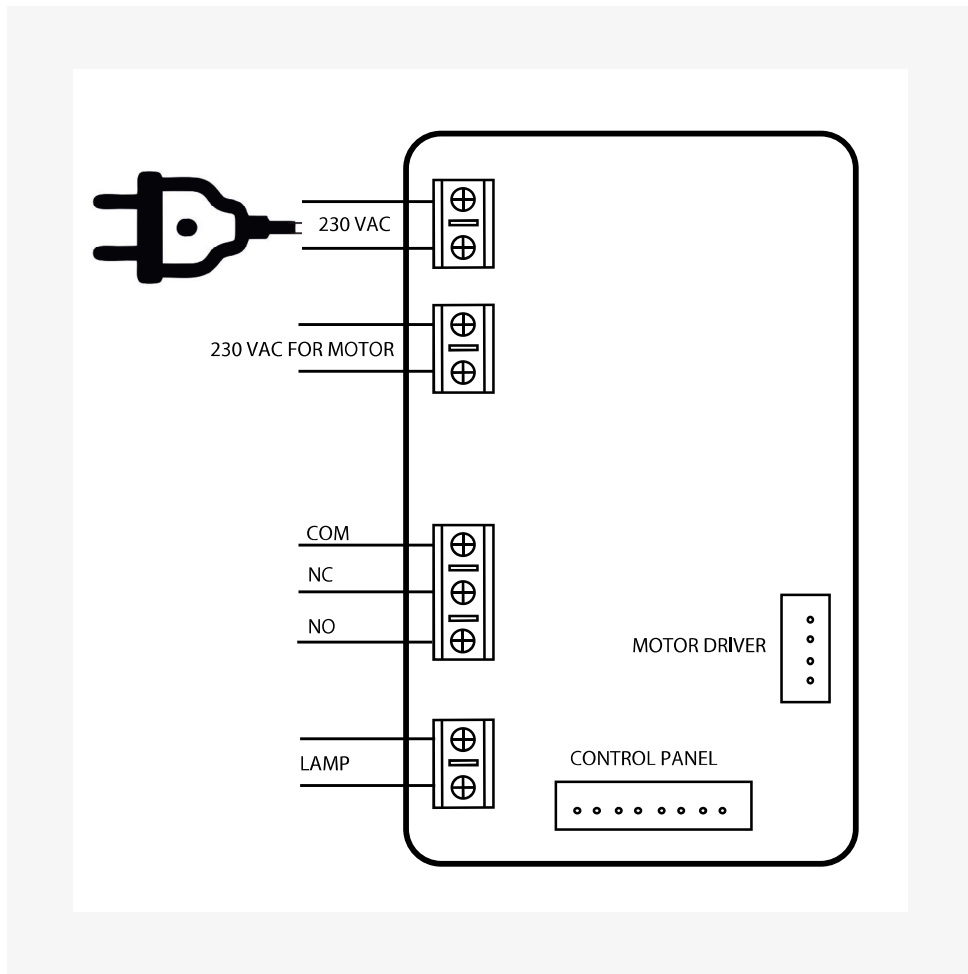 230 VAC
230 VAC FOR MOTOR
COM
NC
NO
MOTOR DRIVER
CONTROL PANEL
LAMP